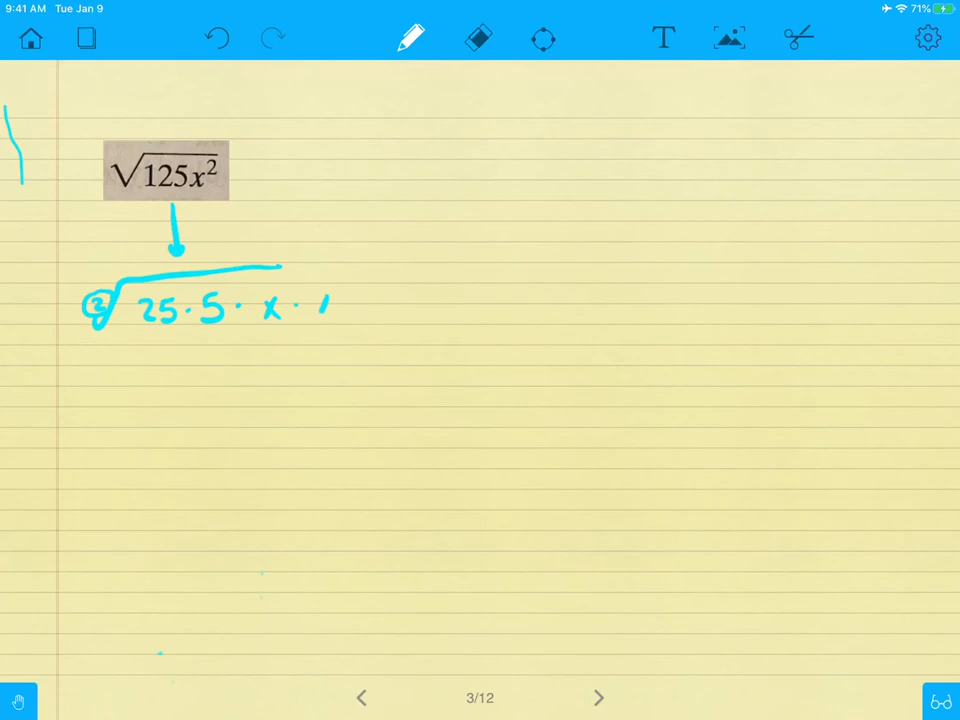 9:41 AM Tue Jan 9 71%
T
√125x²
②√25 · 5 · x ·
3/12